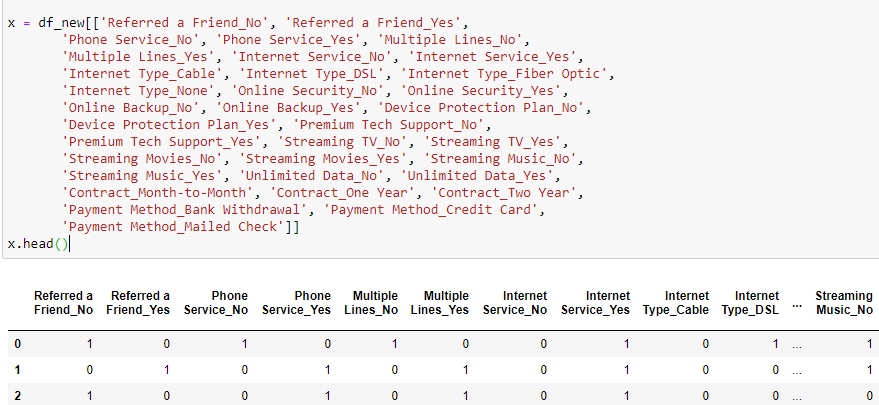 x = df_new[['Referred a Friend_No', 'Referred a Friend_Yes',
'Phone Service_No', 'Phone Service_Yes', 'Multiple Lines_No',
'Multiple Lines_Yes', 'Internet Service_No', 'Internet Service_Yes',
'Internet Type_Cable', 'Internet Type_DSL', 'Internet Type_Fiber Optic',
'Internet Type_None', 'Online Security_No', 'Online Security_Yes',
'Online Backup_No', 'Online Backup_Yes', 'Device Protection Plan_No',
'Device Protection Plan_Yes', 'Premium Tech Support_No',
'Premium Tech Support_Yes', 'Streaming TV_No', 'Streaming TV_Yes',
'Streaming Movies_No', 'Streaming Movies_Yes', 'Streaming Music_No',
'Streaming Music_Yes', 'Unlimited Data_No', 'Unlimited Data_Yes',
'Contract_Month-to-Month', 'Contract_One Year', 'Contract_Two Year',
'Payment Method_Bank Withdrawal', 'Payment Method_Credit Card',
'Payment Method_Mailed Check']]
x.head()
Referred a Referred a Phone Phone Multiple Multiple Internet Internet Internet Internet ... Streaming
Friend_No Friend_Yes Service_No Service_Yes Lines_No Lines_Yes Service_No Service_Yes Type_Cable Type_DSL Music_No
0 1 0 1 0 1 0 0 1 0 1 ... 1
1 0 1 0 1 0 1 0 1 0 0 ... 1
2 1 0 0 1 0 1 0 1 0 0 ... 0